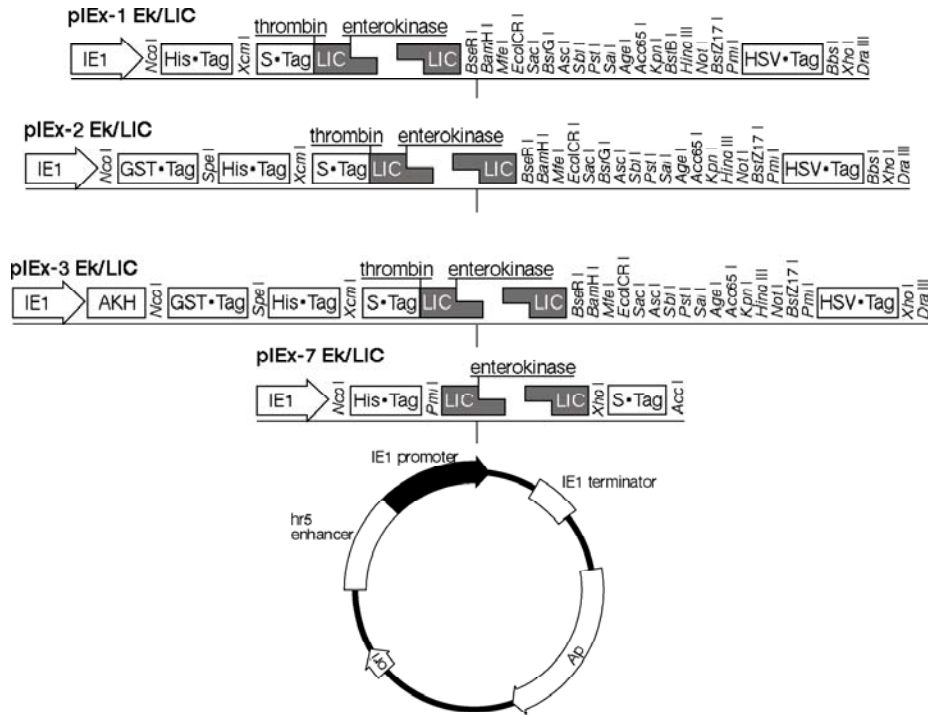 pIEx-1 Ek/LIC
thrombin enterokinase
IE1 Nco I His•Tag Xcm I S•Tag LIC LIC BseR I BamH I Mfe I EcoICR I Sac I BsrG I Asc I Sbf I Pst I Sal I Age I Acc65 I Kpn I BstB I Hind III Not I BstZ17 I Pml I HSV•Tag Bbs I Xho I Dra III
pIEx-2 Ek/LIC
thrombin enterokinase
IE1 Nco I GST•Tag Spe I His•Tag Xcm I S•Tag LIC LIC BseR I BamH I Mfe I EcoICR I Sac I BsrG I Asc I Sbf I Pst I Sal I Age I Acc65 I Kpn I Hind III Not I BstZ17 I Pml I HSV•Tag Bbs I Xho I Dra III
pIEx-3 Ek/LIC
thrombin enterokinase
IE1 AKH Nco I GST•Tag Spe I His•Tag Xcm I S•Tag LIC LIC BseR I BamH I Mfe I EcoICR I Sac I Asc I Sbf I Pst I Sal I Age I Acc65 I Kpn I Hind III Not I BstZ17 I Pml I HSV•Tag Xho I Dra III
pIEx-7 Ek/LIC
enterokinase
IE1 Nco I His•Tag Pml I LIC LIC Xho I S•Tag Acc I
IE1 promoter
IE1 terminator
hr5
enhancer
ori
Ap